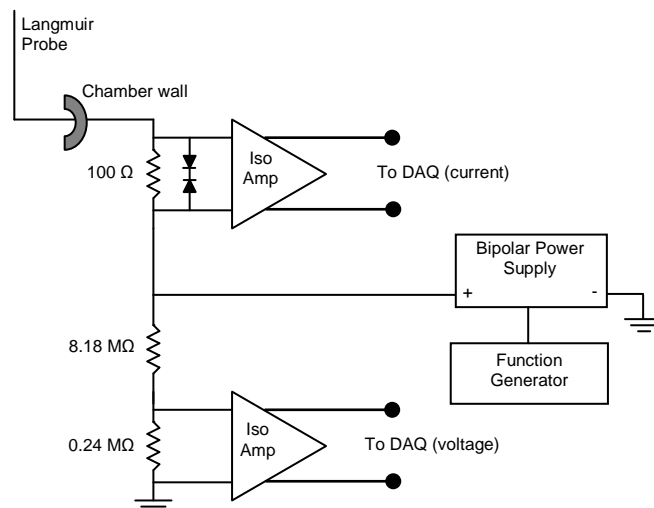 Langmuir
Probe
Chamber wall
100 Ω
Iso
Amp
To DAQ (current)
Bipolar Power
Supply
+ -
8.18 MΩ
Function
Generator
0.24 MΩ
Iso
Amp
To DAQ (voltage)